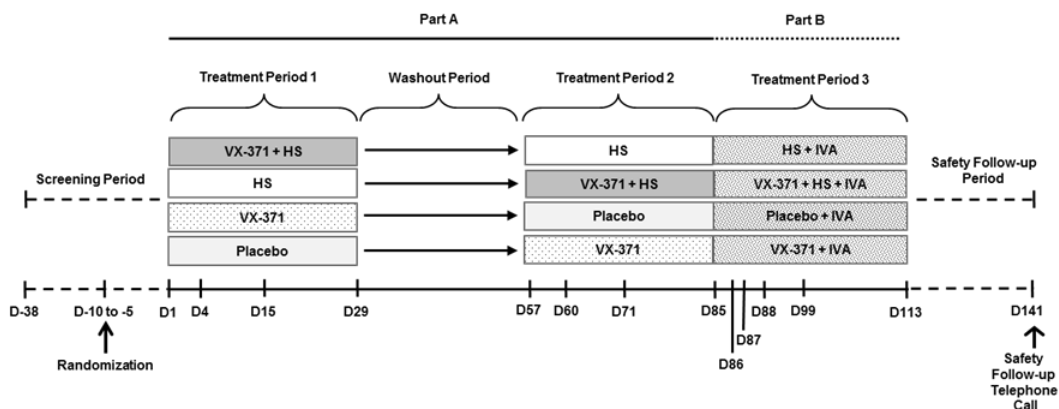 Part A
Part B
Treatment Period 1
Washout Period
Treatment Period 2
Treatment Period 3
VX-371 + HS
HS
HS + IVA
Screening Period
HS
VX-371 + HS
VX-371 + HS + IVA
Safety Follow-up
Period
VX-371
Placebo
Placebo + IVA
Placebo
VX-371
VX-371 + IVA
D-38
D-10 to -5
D1
D4
D15
D29
D57
D60
D71
D85
D88
D99
D113
D141
D87
D86
Randomization
Safety
Follow-up
Telephone
Call